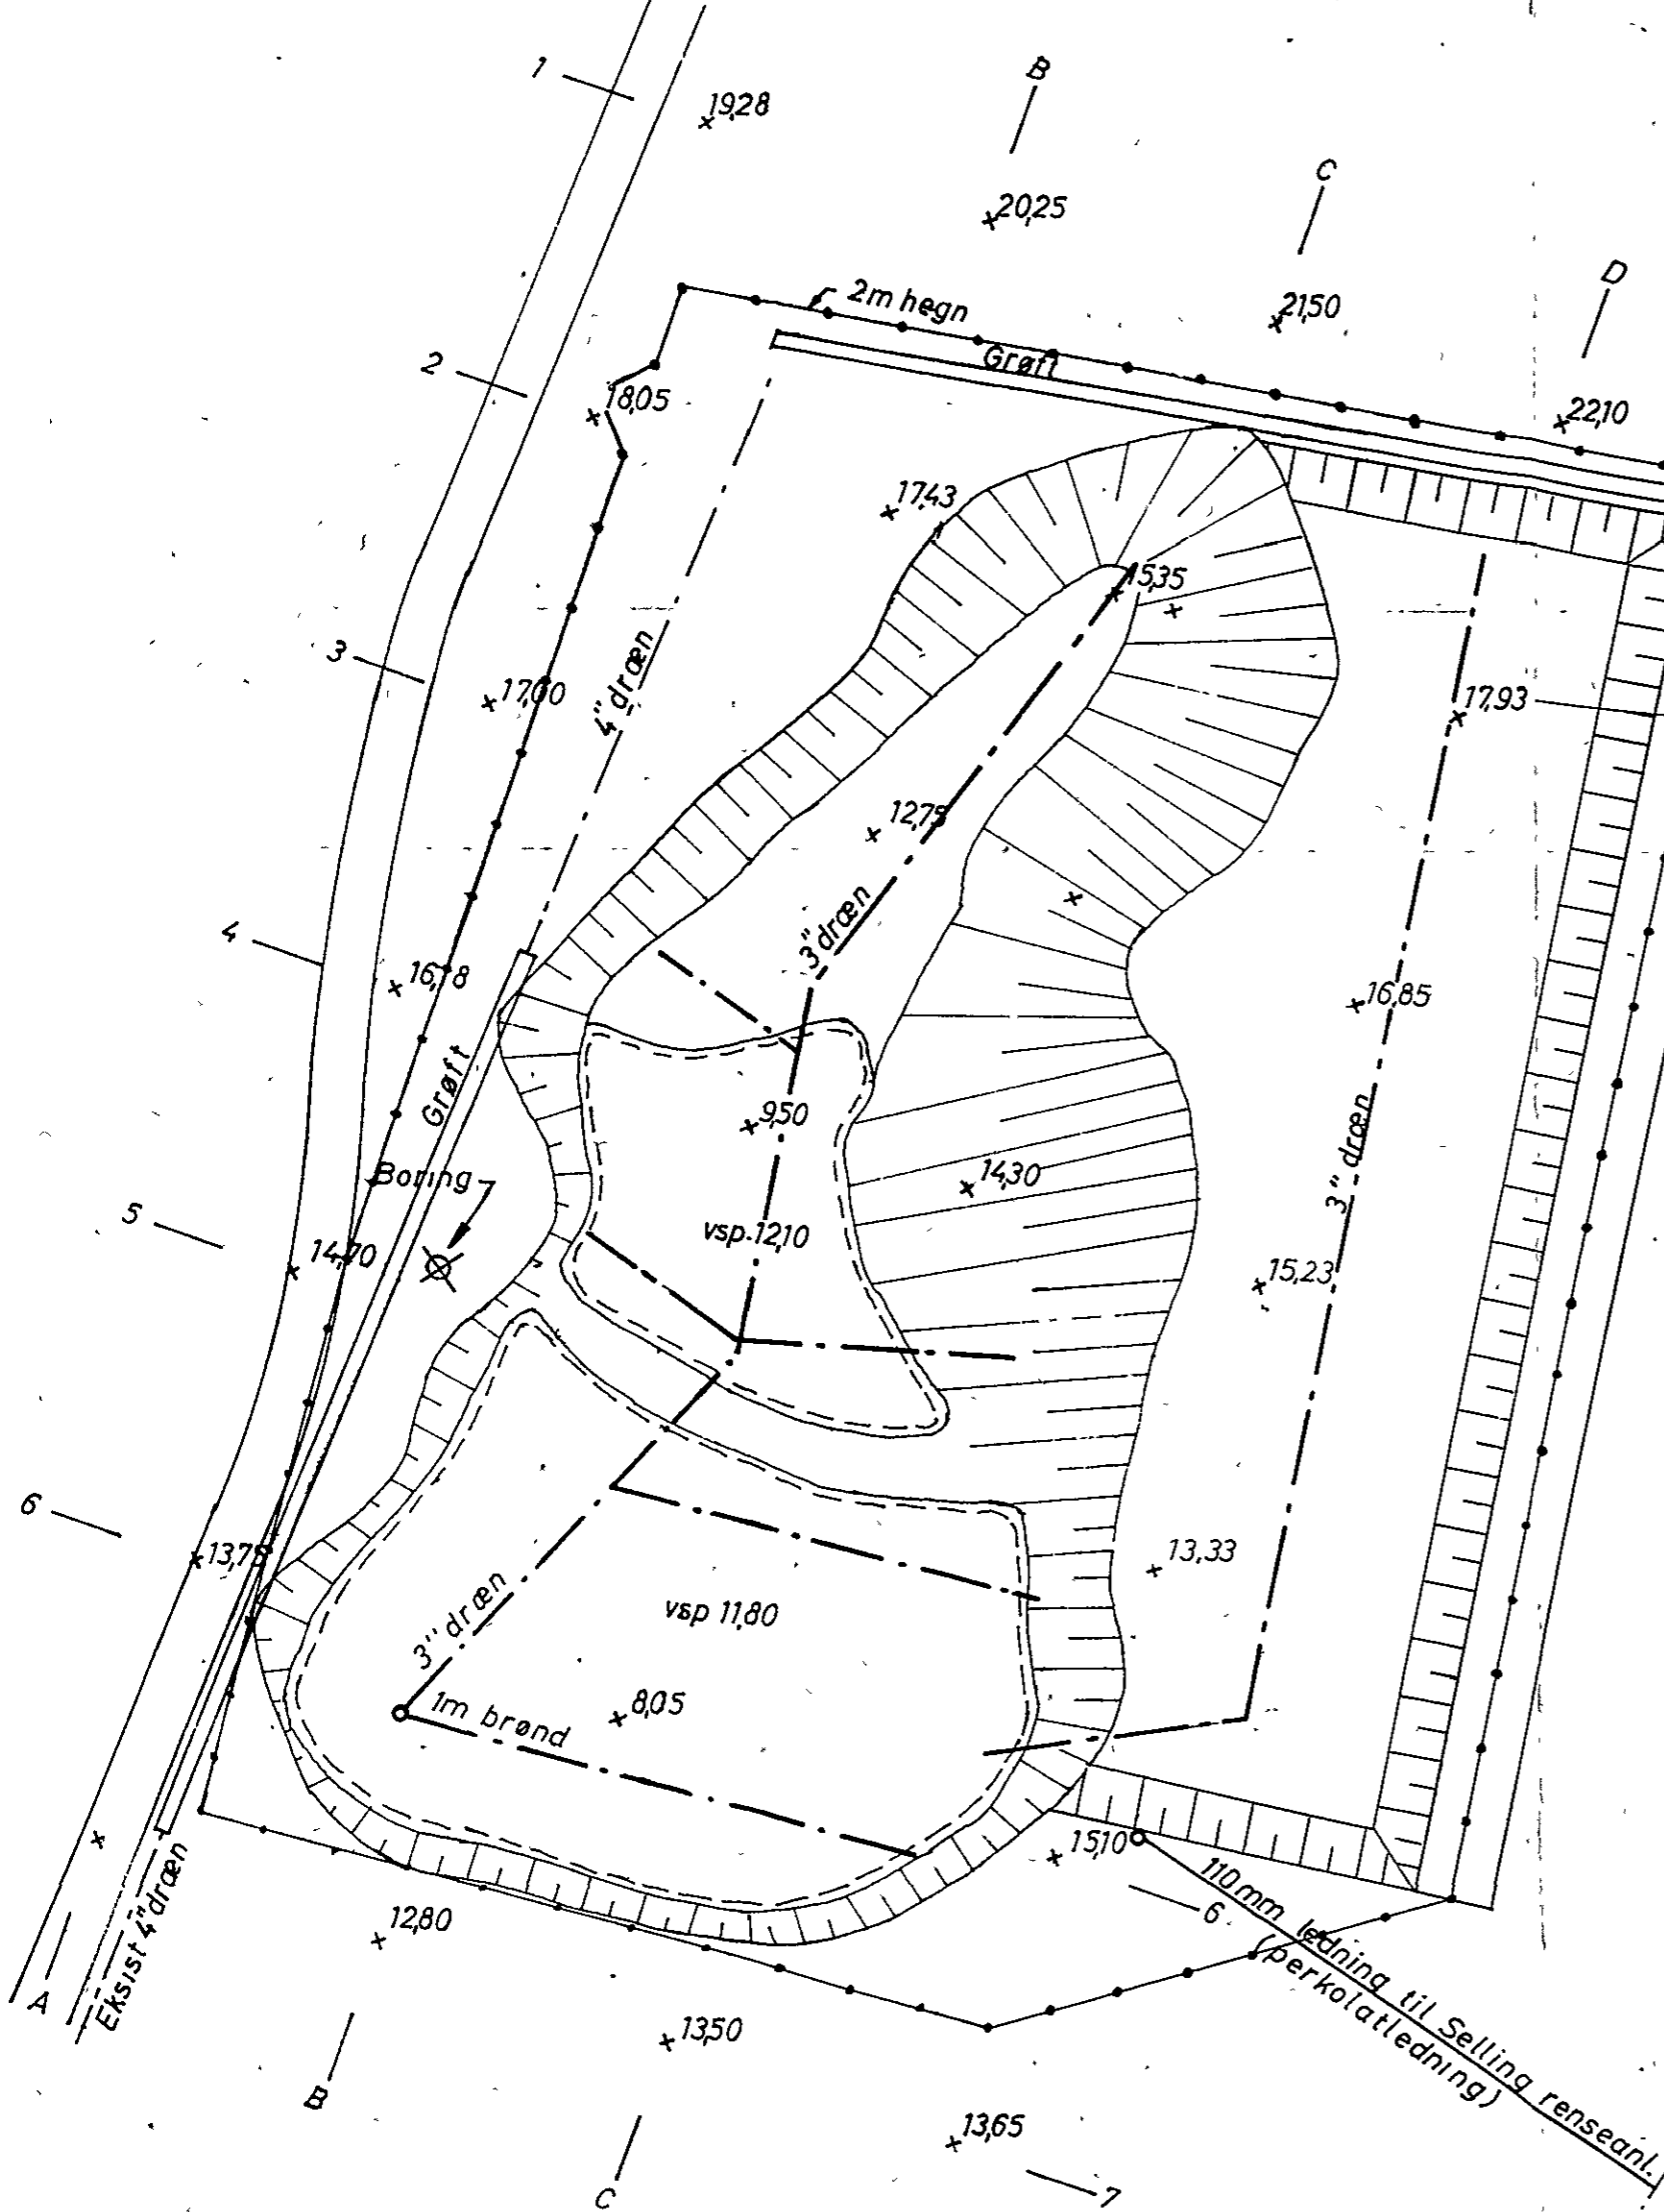 1
B
19,28
C
20,25
D
2m hegn
21,50
Grøft
2
18,05
22,10
17,43
15,35
3
4" dræn
17,00
17,93
12,75
3" dræn
4
16,78
16,85
Grøft
9,50
3" dræn
Boring
14,30
5
vsp. 12,10
14,70
15,23
6
13,75
13,33
3" dræn
vsp 11,80
1m brønd
8,05
15,10
110mm ledning til Selling renseanl.
(perkolatledning)
Eksist 4" dræn
12,80
6
A
13,50
B
13,65
C
7